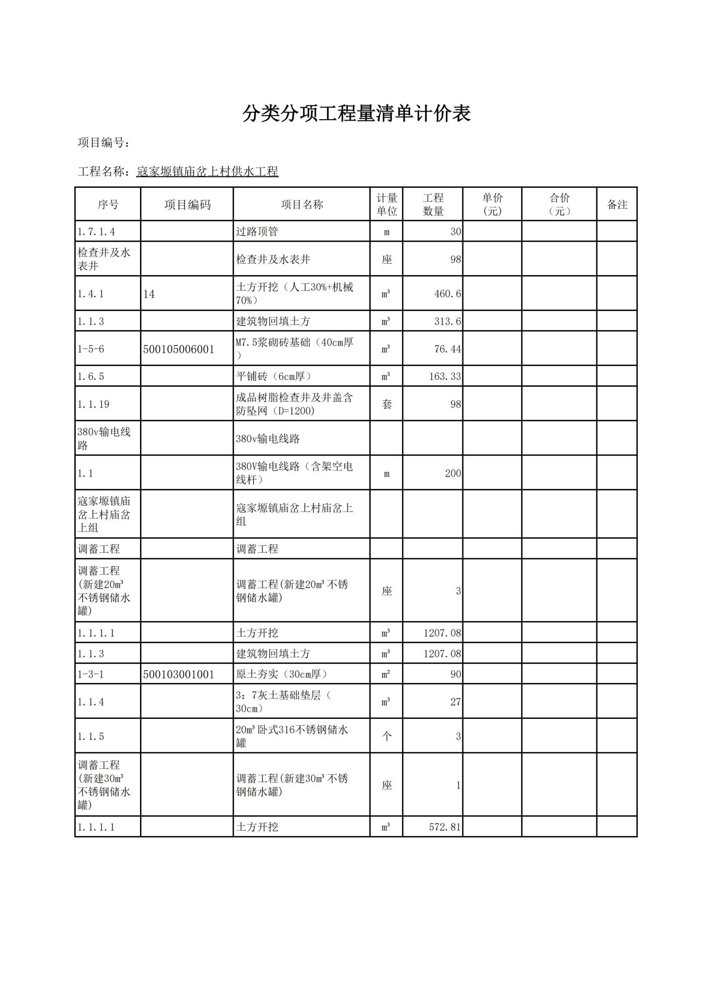 分类分项工程量清单计价表
项目编号：
工程名称：寇家塬镇庙岔上村供水工程
序号 项目编码 项目名称 计量单位 工程数量 单价(元) 合价（元） 备注
1.7.1.4 过路顶管 m 30
检查井及水表井 检查井及水表井 座 98
1.4.1 14 土方开挖（人工30%+机械70%） m³ 460.6
1.1.3 建筑物回填土方 m³ 313.6
1-5-6 500105006001 M7.5浆砌砖基础（40cm厚） m³ 76.44
1.6.5 平铺砖（6cm厚） m³ 163.33
1.1.19 成品树脂检查井及井盖含防坠网（D=1200) 套 98
380v输电线路 380v输电线路
1.1 380V输电线路（含架空电线杆） m 200
寇家塬镇庙岔上村庙岔上组 寇家塬镇庙岔上村庙岔上组
调蓄工程 调蓄工程
调蓄工程(新建20m³不锈钢储水罐) 调蓄工程(新建20m³不锈钢储水罐) 座 3
1.1.1.1 土方开挖 m³ 1207.08
1.1.3 建筑物回填土方 m³ 1207.08
1-3-1 500103001001 原土夯实（30cm厚） m² 90
1.1.4 3：7灰土基础垫层（30cm） m³ 27
1.1.5 20m³卧式316不锈钢储水罐 个 3
调蓄工程(新建30m³不锈钢储水罐) 调蓄工程(新建30m³不锈钢储水罐) 座 1
1.1.1.1 土方开挖 m³ 572.81